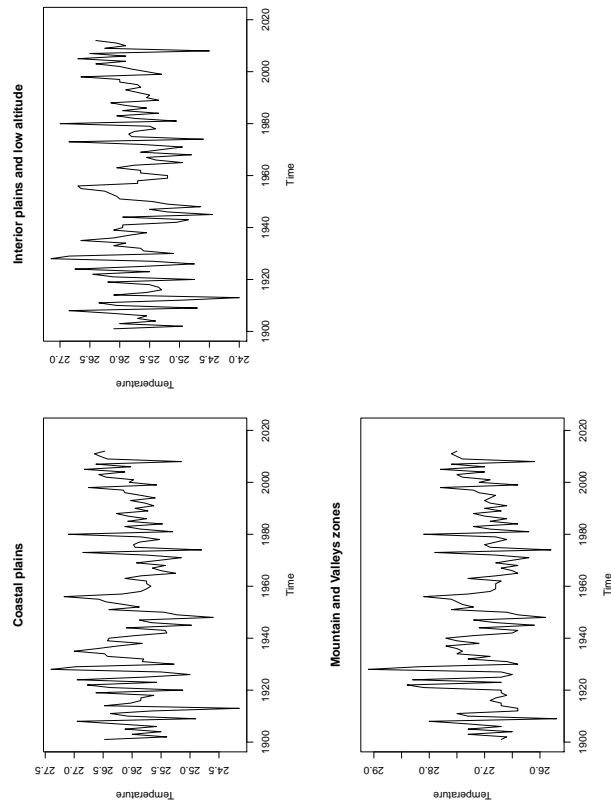 Coastal plains
Temperature
24.5 25.0 25.5 26.0 26.5 27.0 27.5
1900 1920 1940 1960 1980 2000 2020
Time
Interior plains and low altitude
Temperature
24.0 24.5 25.0 25.5 26.0 26.5 27.0
1900 1920 1940 1960 1980 2000 2020
Time
Mountain and Valleys zones
Temperature
26.0 27.0 28.0 29.0
1900 1920 1940 1960 1980 2000 2020
Time